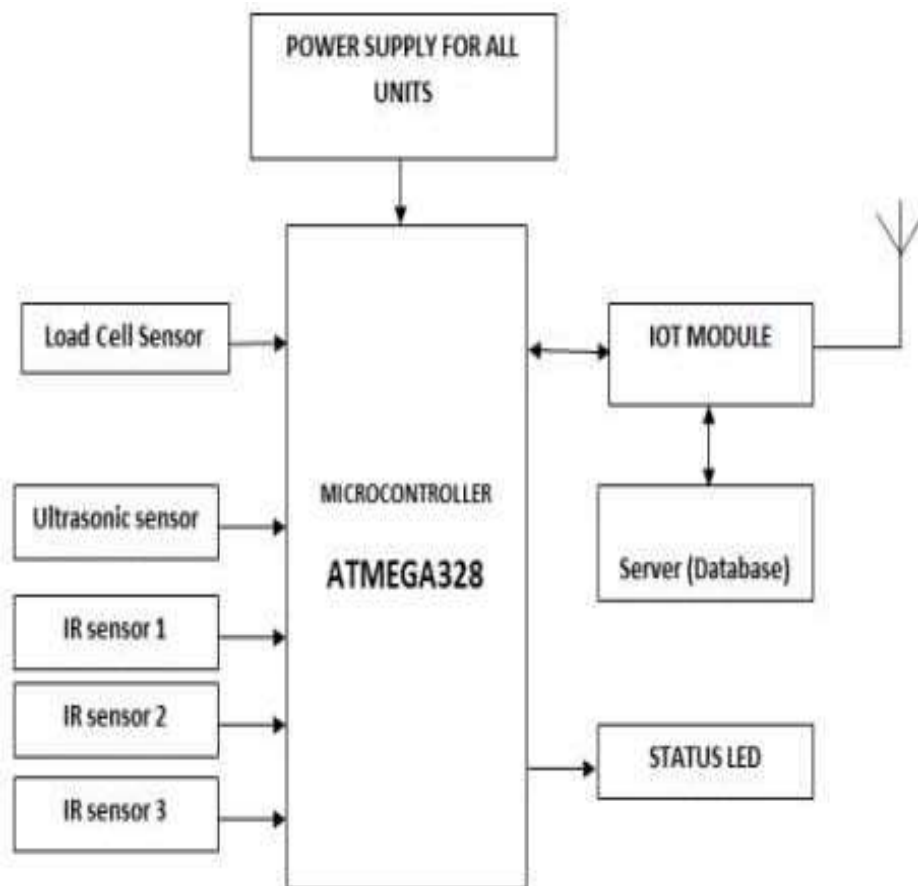 POWER SUPPLY FOR ALL
UNITS
Load Cell Sensor
IOT MODULE
Ultrasonic sensor
MICROCONTROLLER
ATMEGA328
Server (Database)
IR sensor 1
IR sensor 2
IR sensor 3
STATUS LED